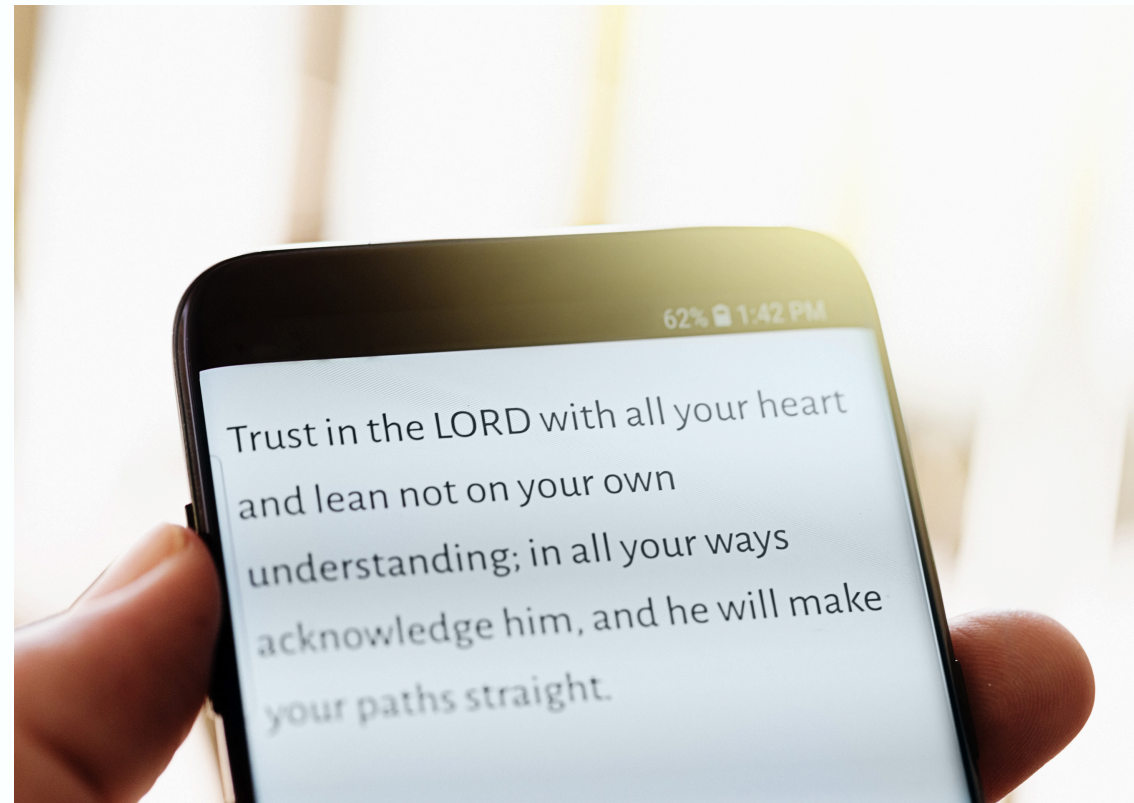 62% 1:42 PM
Trust in the LORD with all your heart
and lean not on your own
understanding; in all your ways
acknowledge him, and he will make
your paths straight.